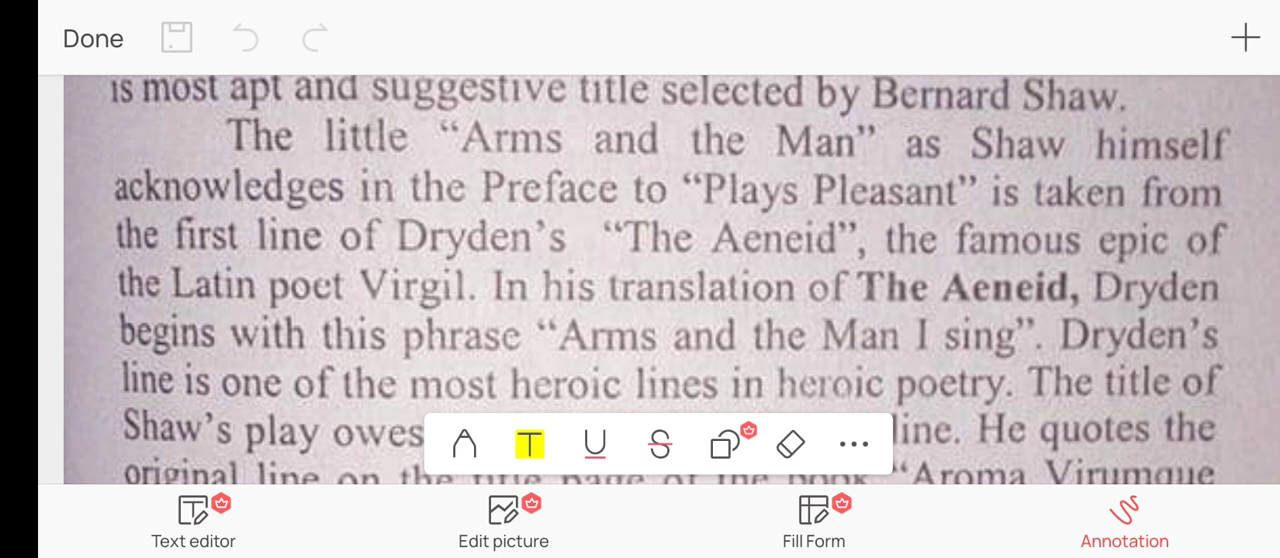 Done
is most apt and suggestive title selected by Bernard Shaw.
The little “Arms and the Man” as Shaw himself
acknowledges in the Preface to “Plays Pleasant” is taken from
the first line of Dryden’s “The Aeneid”, the famous epic of
the Latin poet Virgil. In his translation of The Aeneid, Dryden
begins with this phrase “Arms and the Man I sing”. Dryden’s
line is one of the most heroic lines in heroic poetry. The title of
Shaw’s play owes line. He quotes the
original line on the title page of the book “Aroma Virumque
Text editor
Edit picture
Fill Form
Annotation